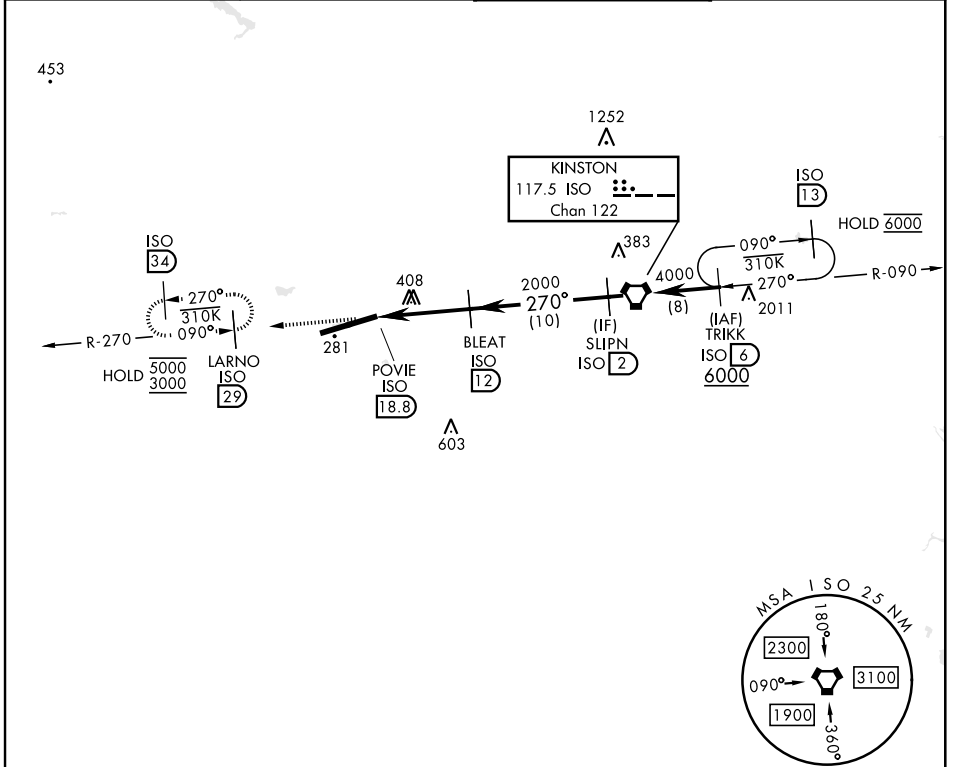 453
1252
KINSTON
117.5 ISO
Chan 122
ISO
13
HOLD 6000
383
090°
310K
270°
R-090
2011
4000
(8)
(IAF)
TRIKK
ISO 6
6000
ISO
34
270°
310K
090°
R-270
HOLD 5000
3000
LARNO
ISO
29
408
281
2000
270°
(10)
BLEAT
ISO
12
(IF)
SLIPN
ISO 2
POVIE
ISO
18.8
603
MSA ISO 25 NM
180°
2300
090°
3100
1900
360°